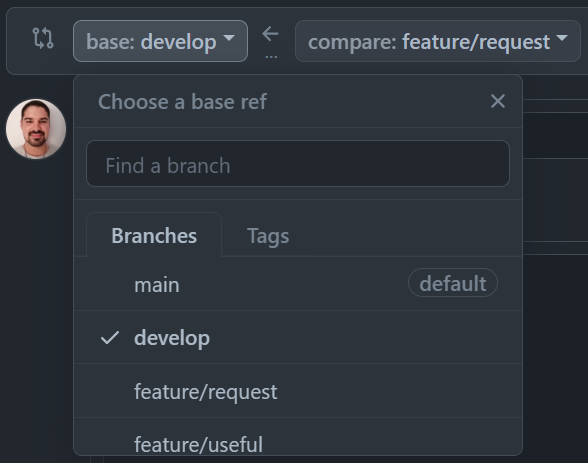 base: develop
compare: feature/request
Choose a base ref
Find a branch
Branches Tags
main default
develop
feature/request
feature/useful